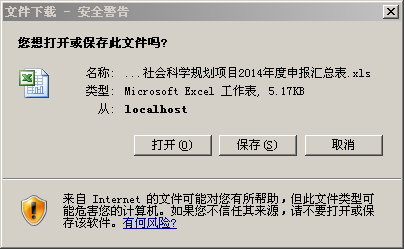 文件下载 - 安全警告
您想打开或保存此文件吗?
名称: ...社会科学规划项目2014年度申报汇总表.xls
类型: Microsoft Excel 工作表, 5.17KB
从: localhost
打开(O) 保存(S) 取消
来自 Internet 的文件可能对您有所帮助,但此文件类型可
能危害您的计算机。如果您不信任其来源,请不要打开或保
存该软件。有何风险?